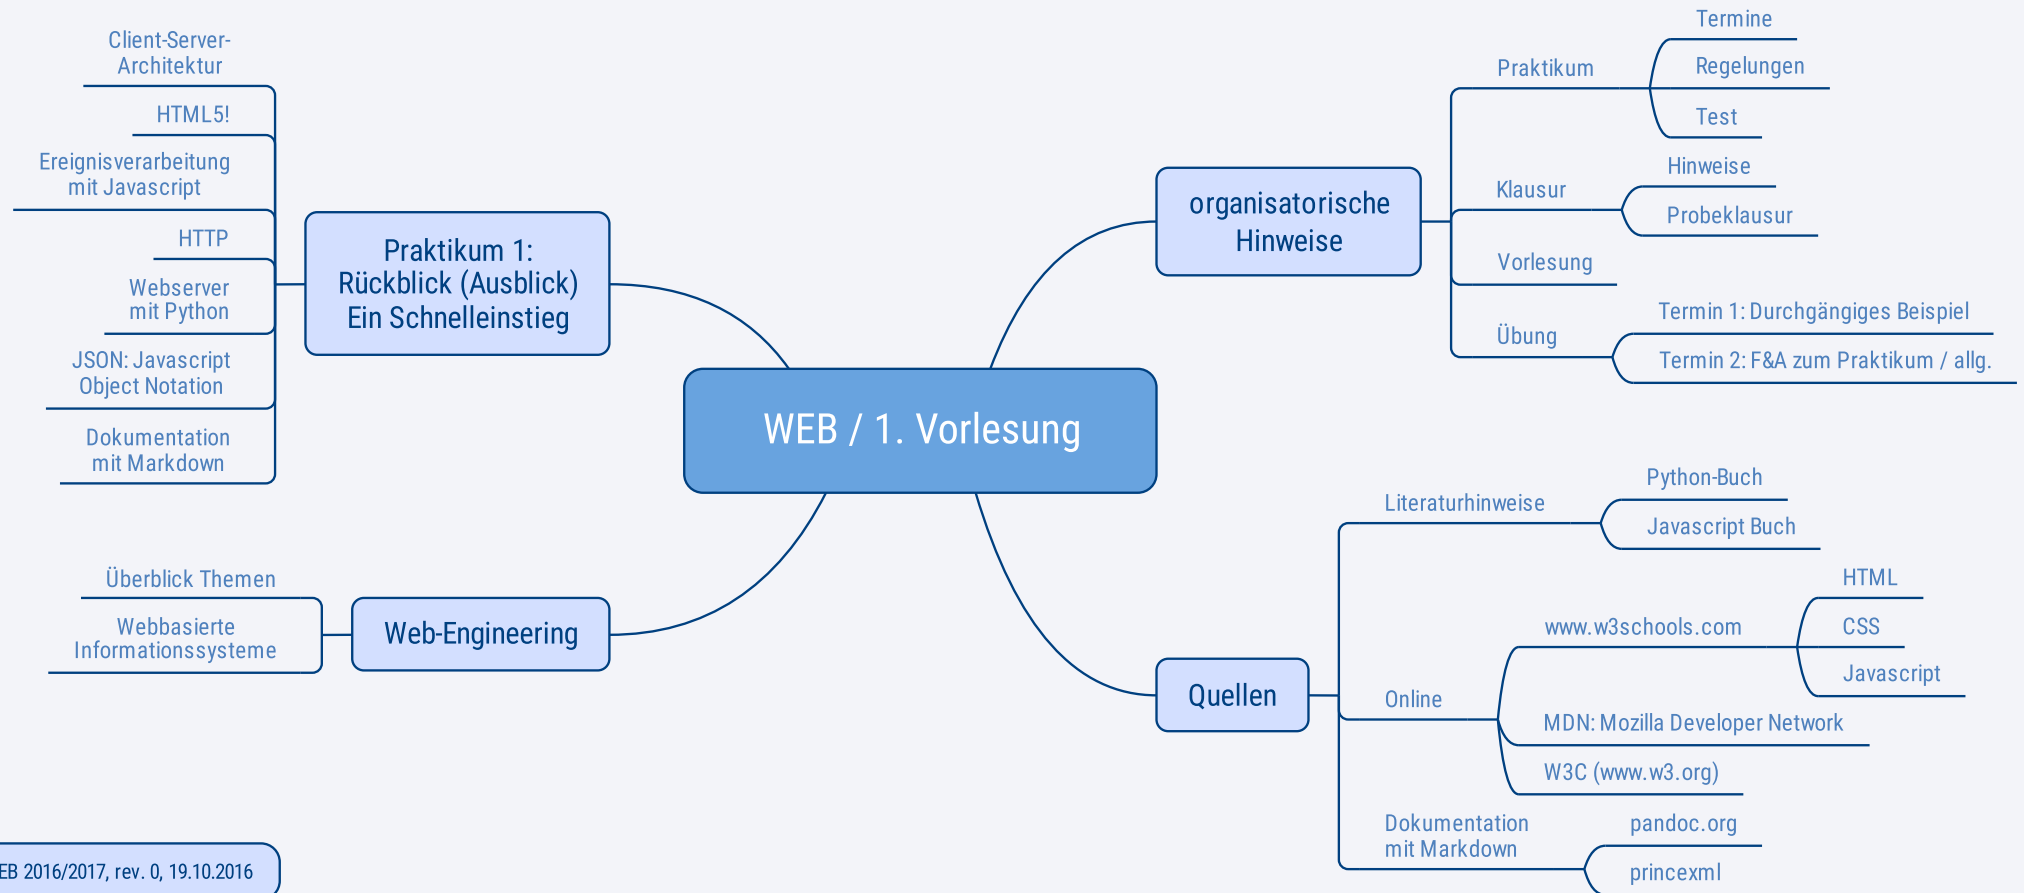 WEB / 1. Vorlesung
Praktikum 1:
Rückblick (Ausblick)
Ein Schnelleinstieg
Client-Server-
Architektur
HTML5!
Ereignisverarbeitung
mit Javascript
HTTP
Webserver
mit Python
JSON: Javascript
Object Notation
Dokumentation
mit Markdown
Web-Engineering
Überblick Themen
Webbasierte
Informationssysteme
organisatorische
Hinweise
Praktikum
Termine
Regelungen
Test
Klausur
Hinweise
Probeklausur
Vorlesung
Übung
Termin 1: Durchgängiges Beispiel
Termin 2: F&A zum Praktikum / allg.
Quellen
Literaturhinweise
Python-Buch
Javascript Buch
Online
www.w3schools.com
HTML
CSS
Javascript
MDN: Mozilla Developer Network
W3C (www.w3.org)
Dokumentation
mit Markdown
pandoc.org
princexml
EB 2016/2017, rev. 0, 19.10.2016